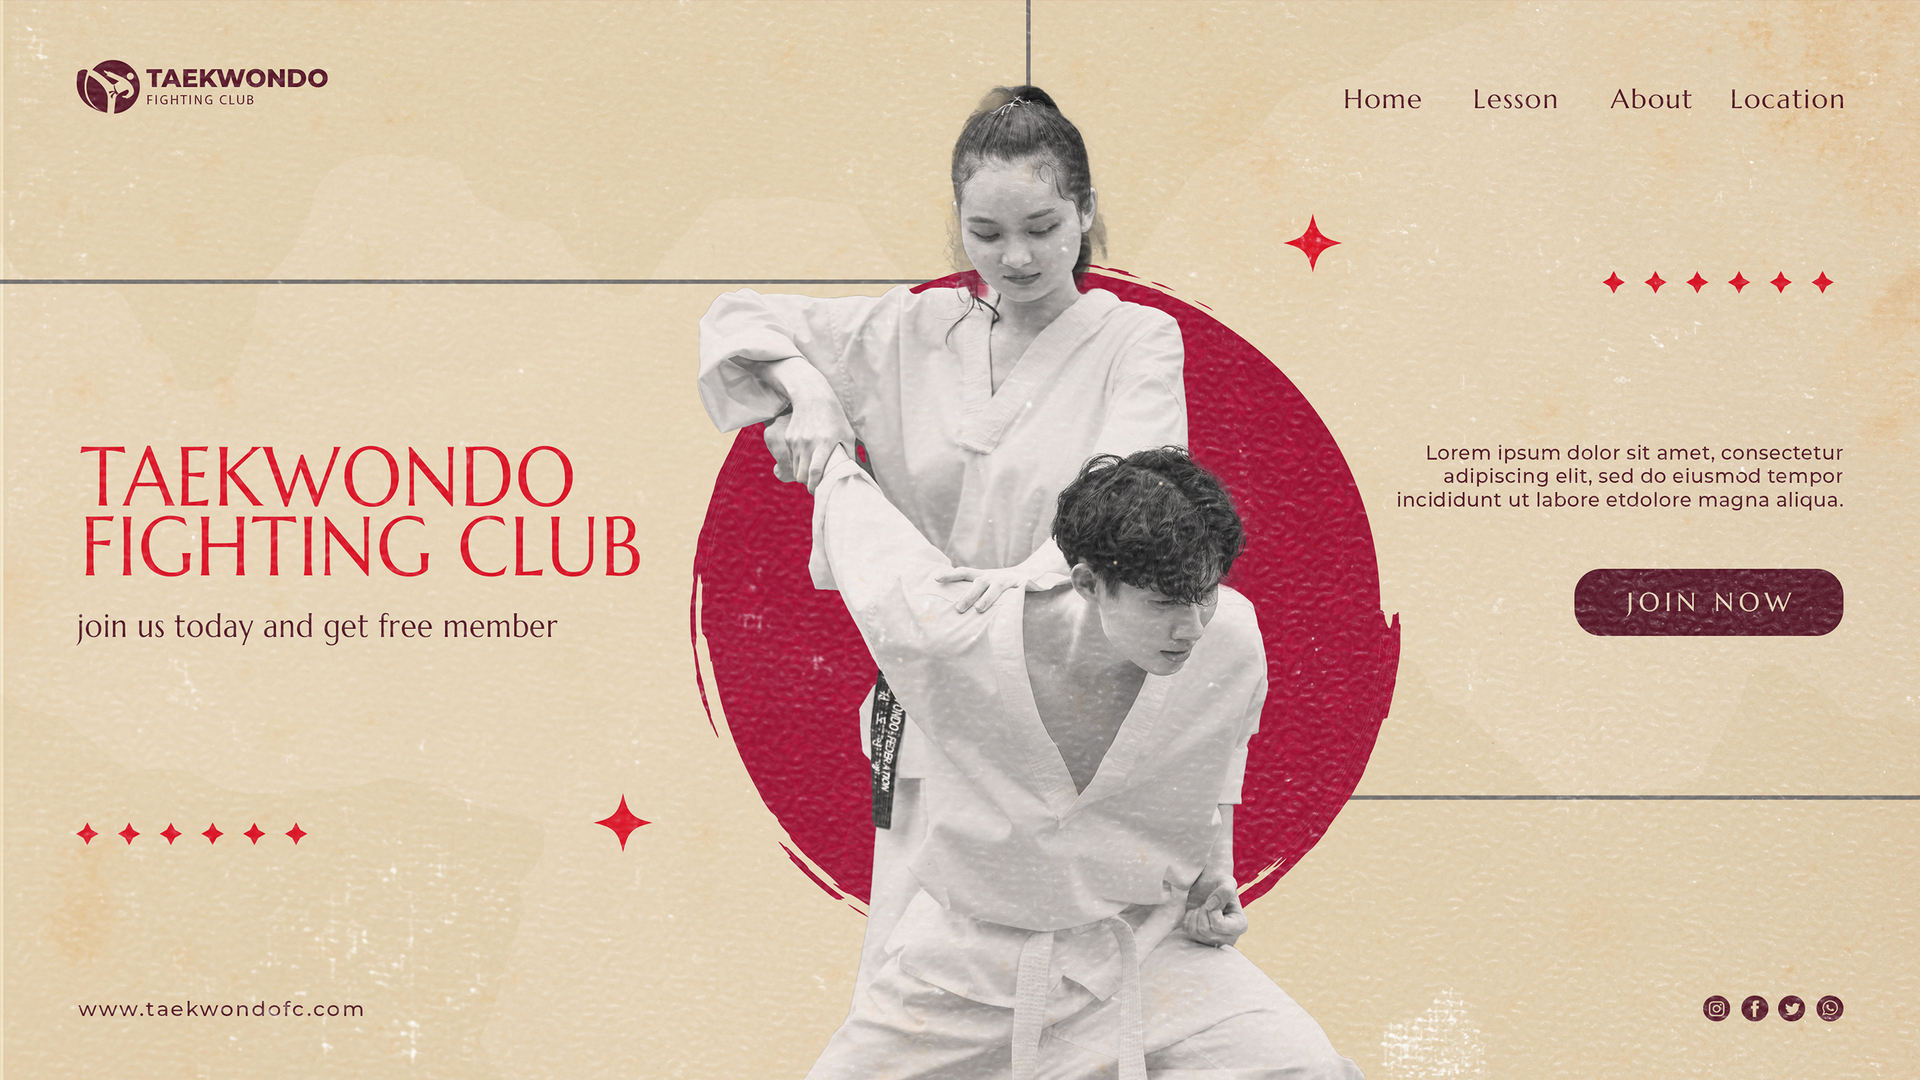 TAEKWONDO
FIGHTING CLUB
Home Lesson About Location
TAEKWONDO
FIGHTING CLUB
join us today and get free member
Lorem ipsum dolor sit amet, consectetur
adipiscing elit, sed do eiusmod tempor
incididunt ut labore etdolore magna aliqua.
JOIN NOW
FEDERATION
www.taekwondofc.com